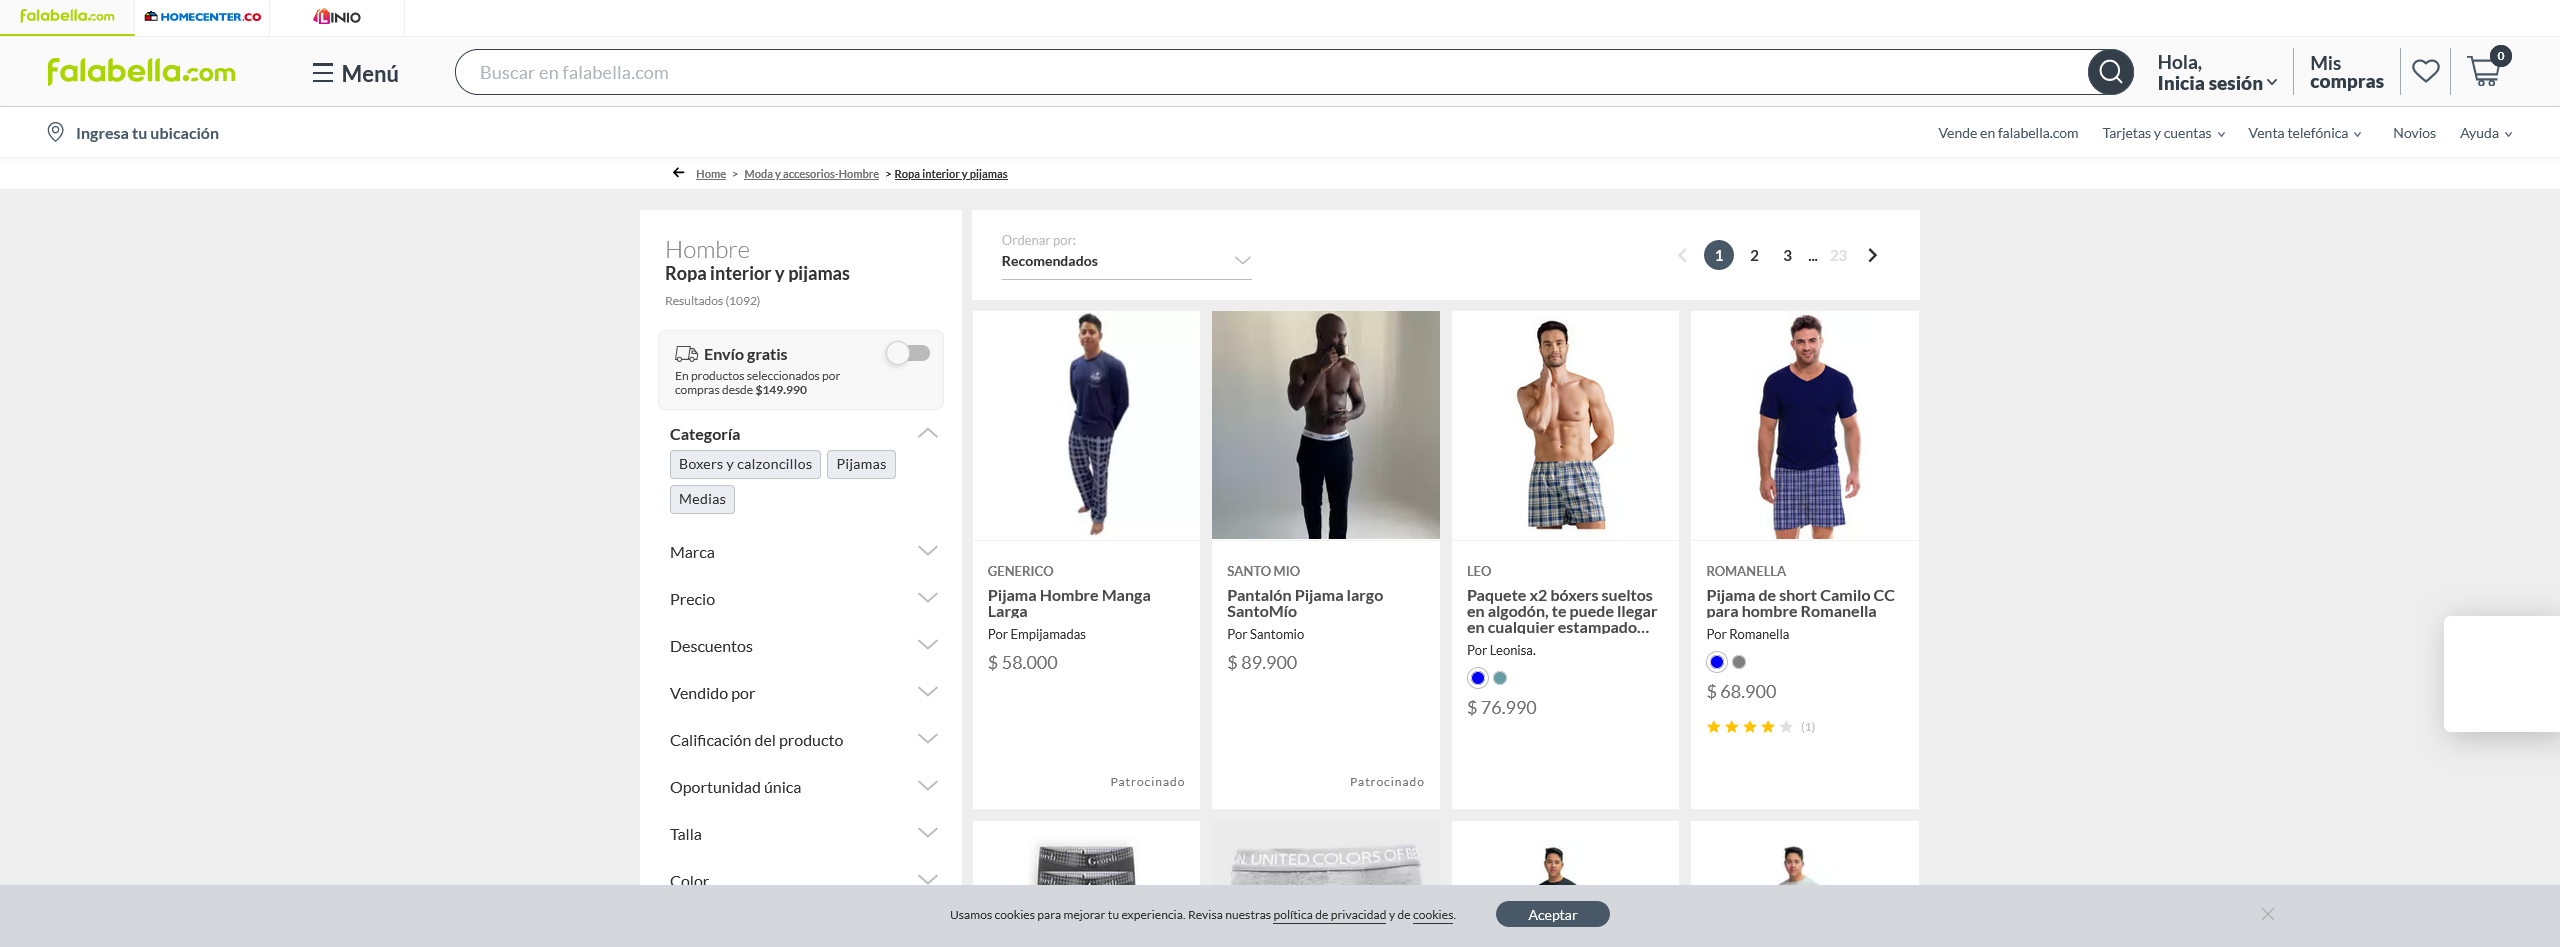 falabella.com
HOMECENTER.CO
LINIO
falabella.com
Menú
Buscar en falabella.com
Hola,
Inicia sesión
Mis
compras
0
Ingresa tu ubicación
Vende en falabella.com
Tarjetas y cuentas
Venta telefónica
Novios
Ayuda
Home > Moda y accesorios-Hombre > Ropa interior y pijamas
Hombre
Ropa interior y pijamas
Resultados (1092)
Envío gratis
En productos seleccionados por
compras desde $149.990
Categoría
Boxers y calzoncillos
Pijamas
Medias
Marca
Precio
Descuentos
Vendido por
Calificación del producto
Oportunidad única
Talla
Color
Ordenar por:
Recomendados
1 2 3 ... 23
GENERICO
Pijama Hombre Manga
Larga
Por Empijamadas
$ 58.000
Patrocinado
SANTO MIO
Pantalón Pijama largo
SantoMío
Por Santomio
$ 89.900
Patrocinado
LEO
Paquete x2 bóxers sueltos
en algodón, te puede llegar
en cualquier estampado...
Por Leonisa.
$ 76.990
ROMANELLA
Pijama de short Camilo CC
para hombre Romanella
Por Romanella
$ 68.900
(1)
UNITED COLORS OF BE
Usamos cookies para mejorar tu experiencia. Revisa nuestras política de privacidad y de cookies.
Aceptar